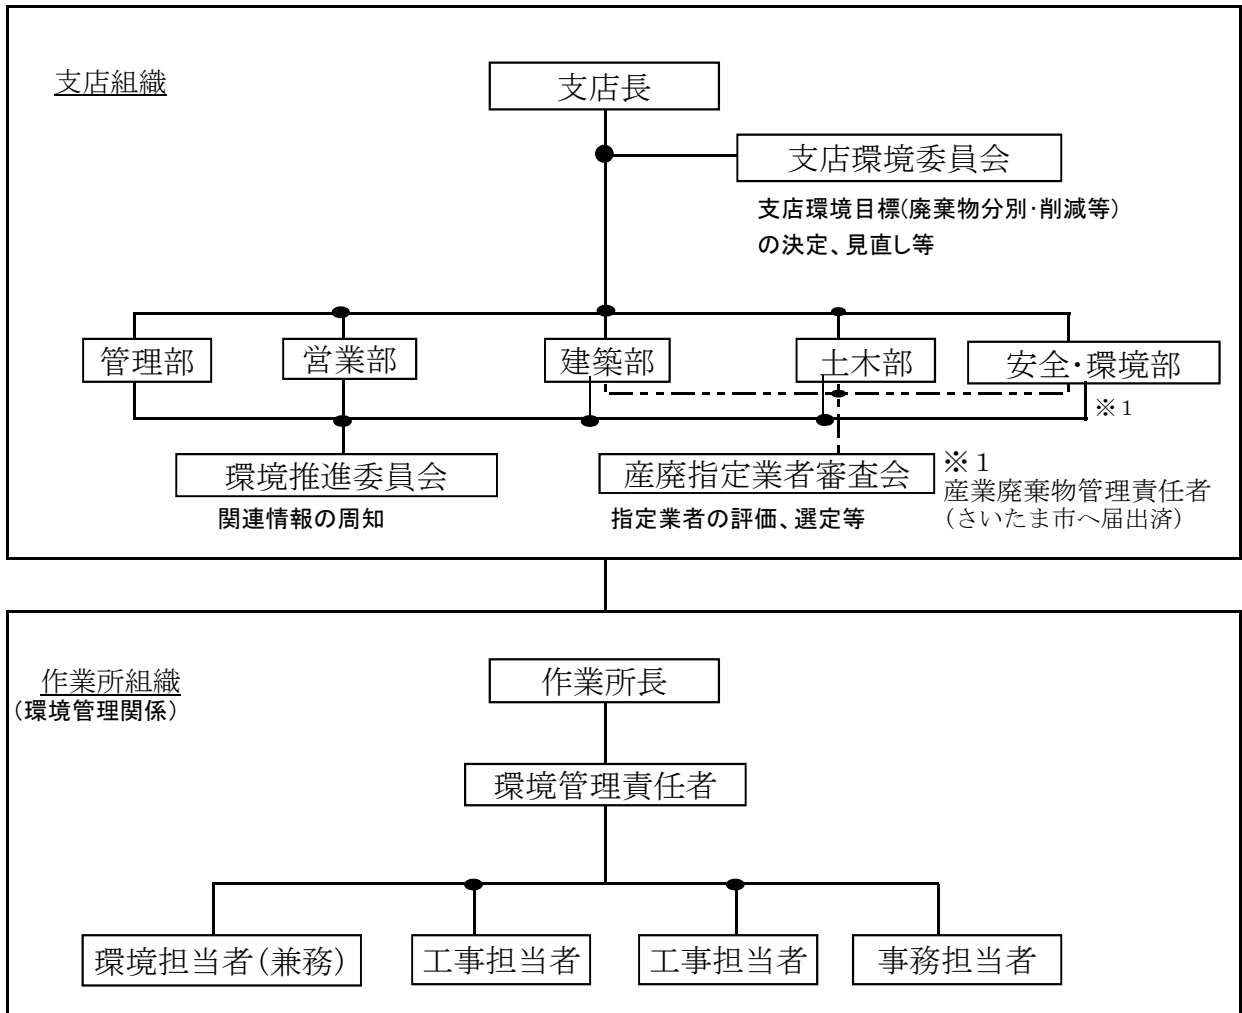 支店組織
支店長
支店環境委員会
支店環境目標(廃棄物分別･削減等)
の決定、見直し等
管理部
営業部
建築部
土木部
安全・環境部
※１
環境推進委員会
関連情報の周知
産廃指定業者審査会
指定業者の評価、選定等
※１
産業廃棄物管理責任者
（さいたま市へ届出済）
作業所組織
（環境管理関係）
作業所長
環境管理責任者
環境担当者（兼務）
工事担当者
工事担当者
事務担当者